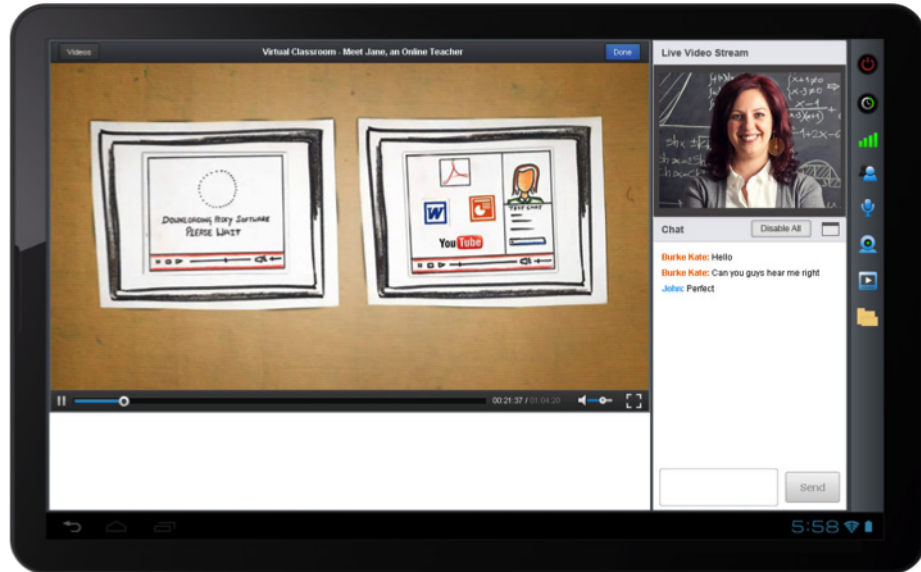 Videos
Virtual Classroom - Meet Jane, an Online Teacher
Done
DOWNLOADING
SOFTWARE
PLEASE WAIT
W
YouTube
TEXT CHAT
00:21:37 / 01:04:20
Live Video Stream
Chat
Disable All
Burke Kate: Hello
Burke Kate: Can you guys hear me right
John: Perfect
Send
5:58